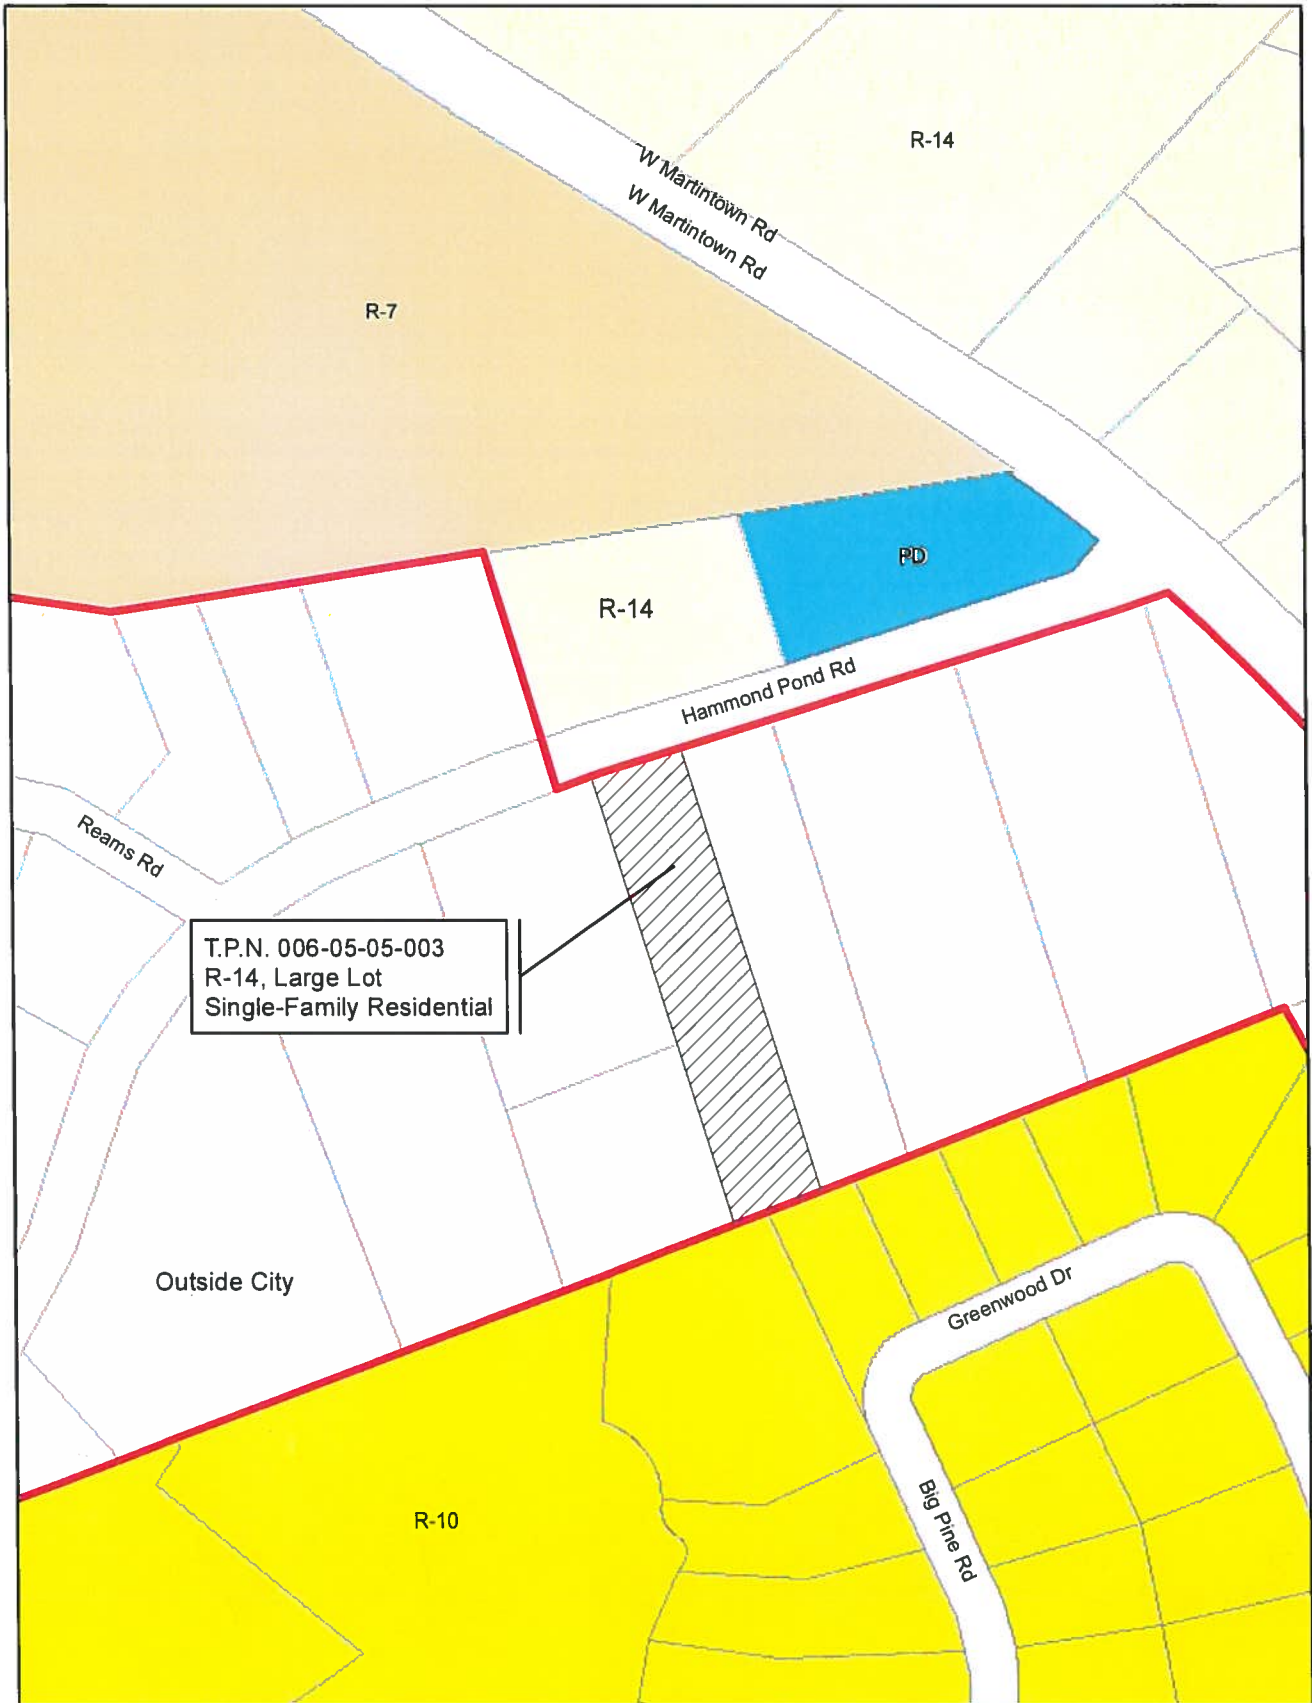 R-14
W Martintown Rd
W Martintown Rd
R-7
PD
R-14
Hammond Pond Rd
Reams Rd
T.P.N. 006-05-05-003
R-14, Large Lot
Single-Family Residential
Outside City
Greenwood Dr
Big Pine Rd
R-10